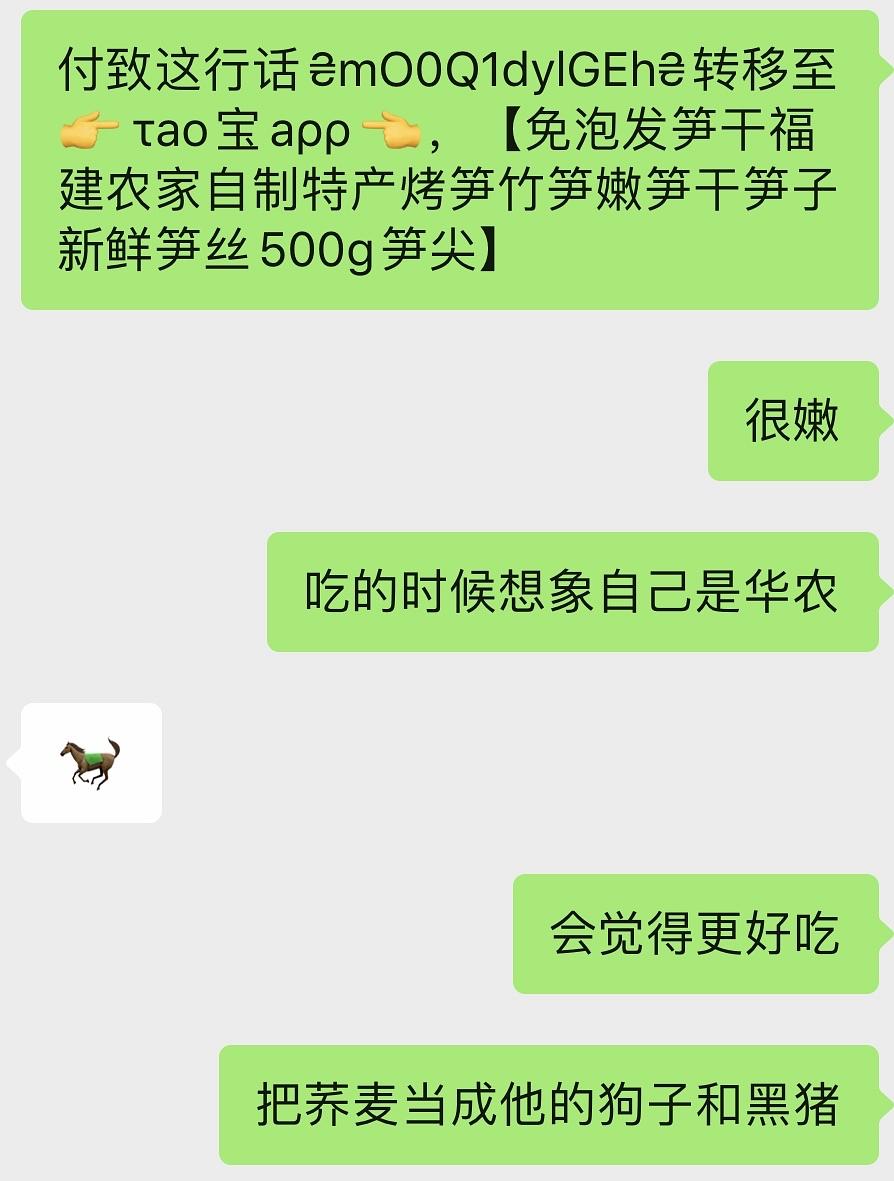 付致这行话₴mO0Q1dylGEh₴转移至
👉 τao宝aρρ👈，【免泡发笋干福
建农家自制特产烤笋竹笋嫩笋干笋子
新鲜笋丝500g笋尖】
很嫩
吃的时候想象自己是华农
会觉得更好吃
把荞麦当成他的狗子和黑猪